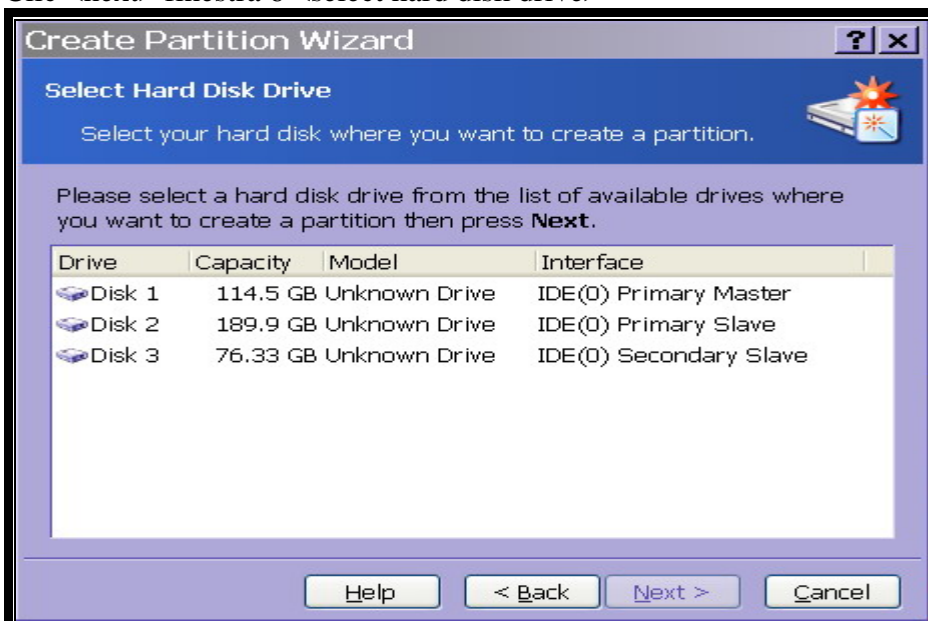 Create Partition Wizard
Select Hard Disk Drive
Select your hard disk where you want to create a partition.
Please select a hard disk drive from the list of available drives where
you want to create a partition then press Next.
Drive Capacity Model Interface
Disk 1 114.5 GB Unknown Drive IDE(0) Primary Master
Disk 2 189.9 GB Unknown Drive IDE(0) Primary Slave
Disk 3 76.33 GB Unknown Drive IDE(0) Secondary Slave
Help < Back Next > Cancel